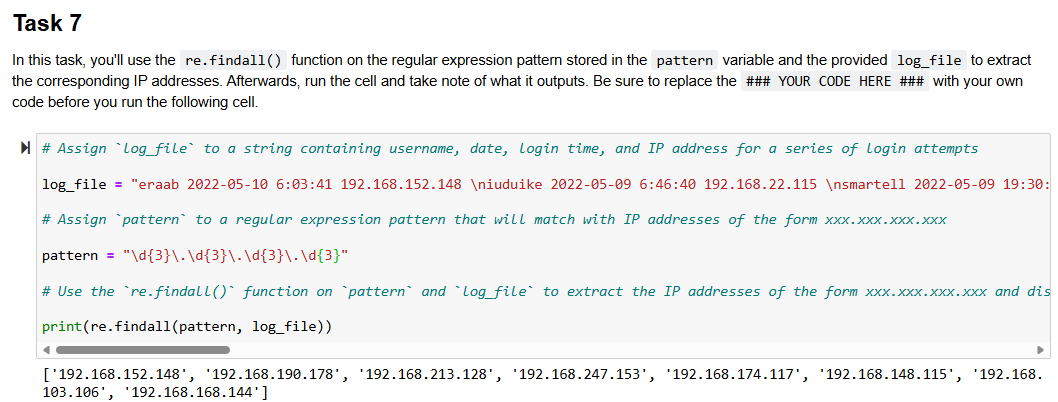 Task 7
In this task, you'll use the re.findall() function on the regular expression pattern stored in the pattern variable and the provided log_file to extract
the corresponding IP addresses. Afterwards, run the cell and take note of what it outputs. Be sure to replace the ### YOUR CODE HERE ### with your own
code before you run the following cell.
# Assign `log_file` to a string containing username, date, login time, and IP address for a series of login attempts
log_file = "eraab 2022-05-10 6:03:41 192.168.152.148 \niuduike 2022-05-09 6:46:40 192.168.22.115 \nsmartell 2022-05-09 19:30:
# Assign `pattern` to a regular expression pattern that will match with IP addresses of the form xxx.xxx.xxx.xxx
pattern = "\d{3}\.\d{3}\.\d{3}\.\d{3}"
# Use the `re.findall()` function on `pattern` and `log_file` to extract the IP addresses of the form xxx.xxx.xxx.xxx and dis
print(re.findall(pattern, log_file))
['192.168.152.148', '192.168.190.178', '192.168.213.128', '192.168.247.153', '192.168.174.117', '192.168.148.115', '192.168.
103.106', '192.168.168.144']